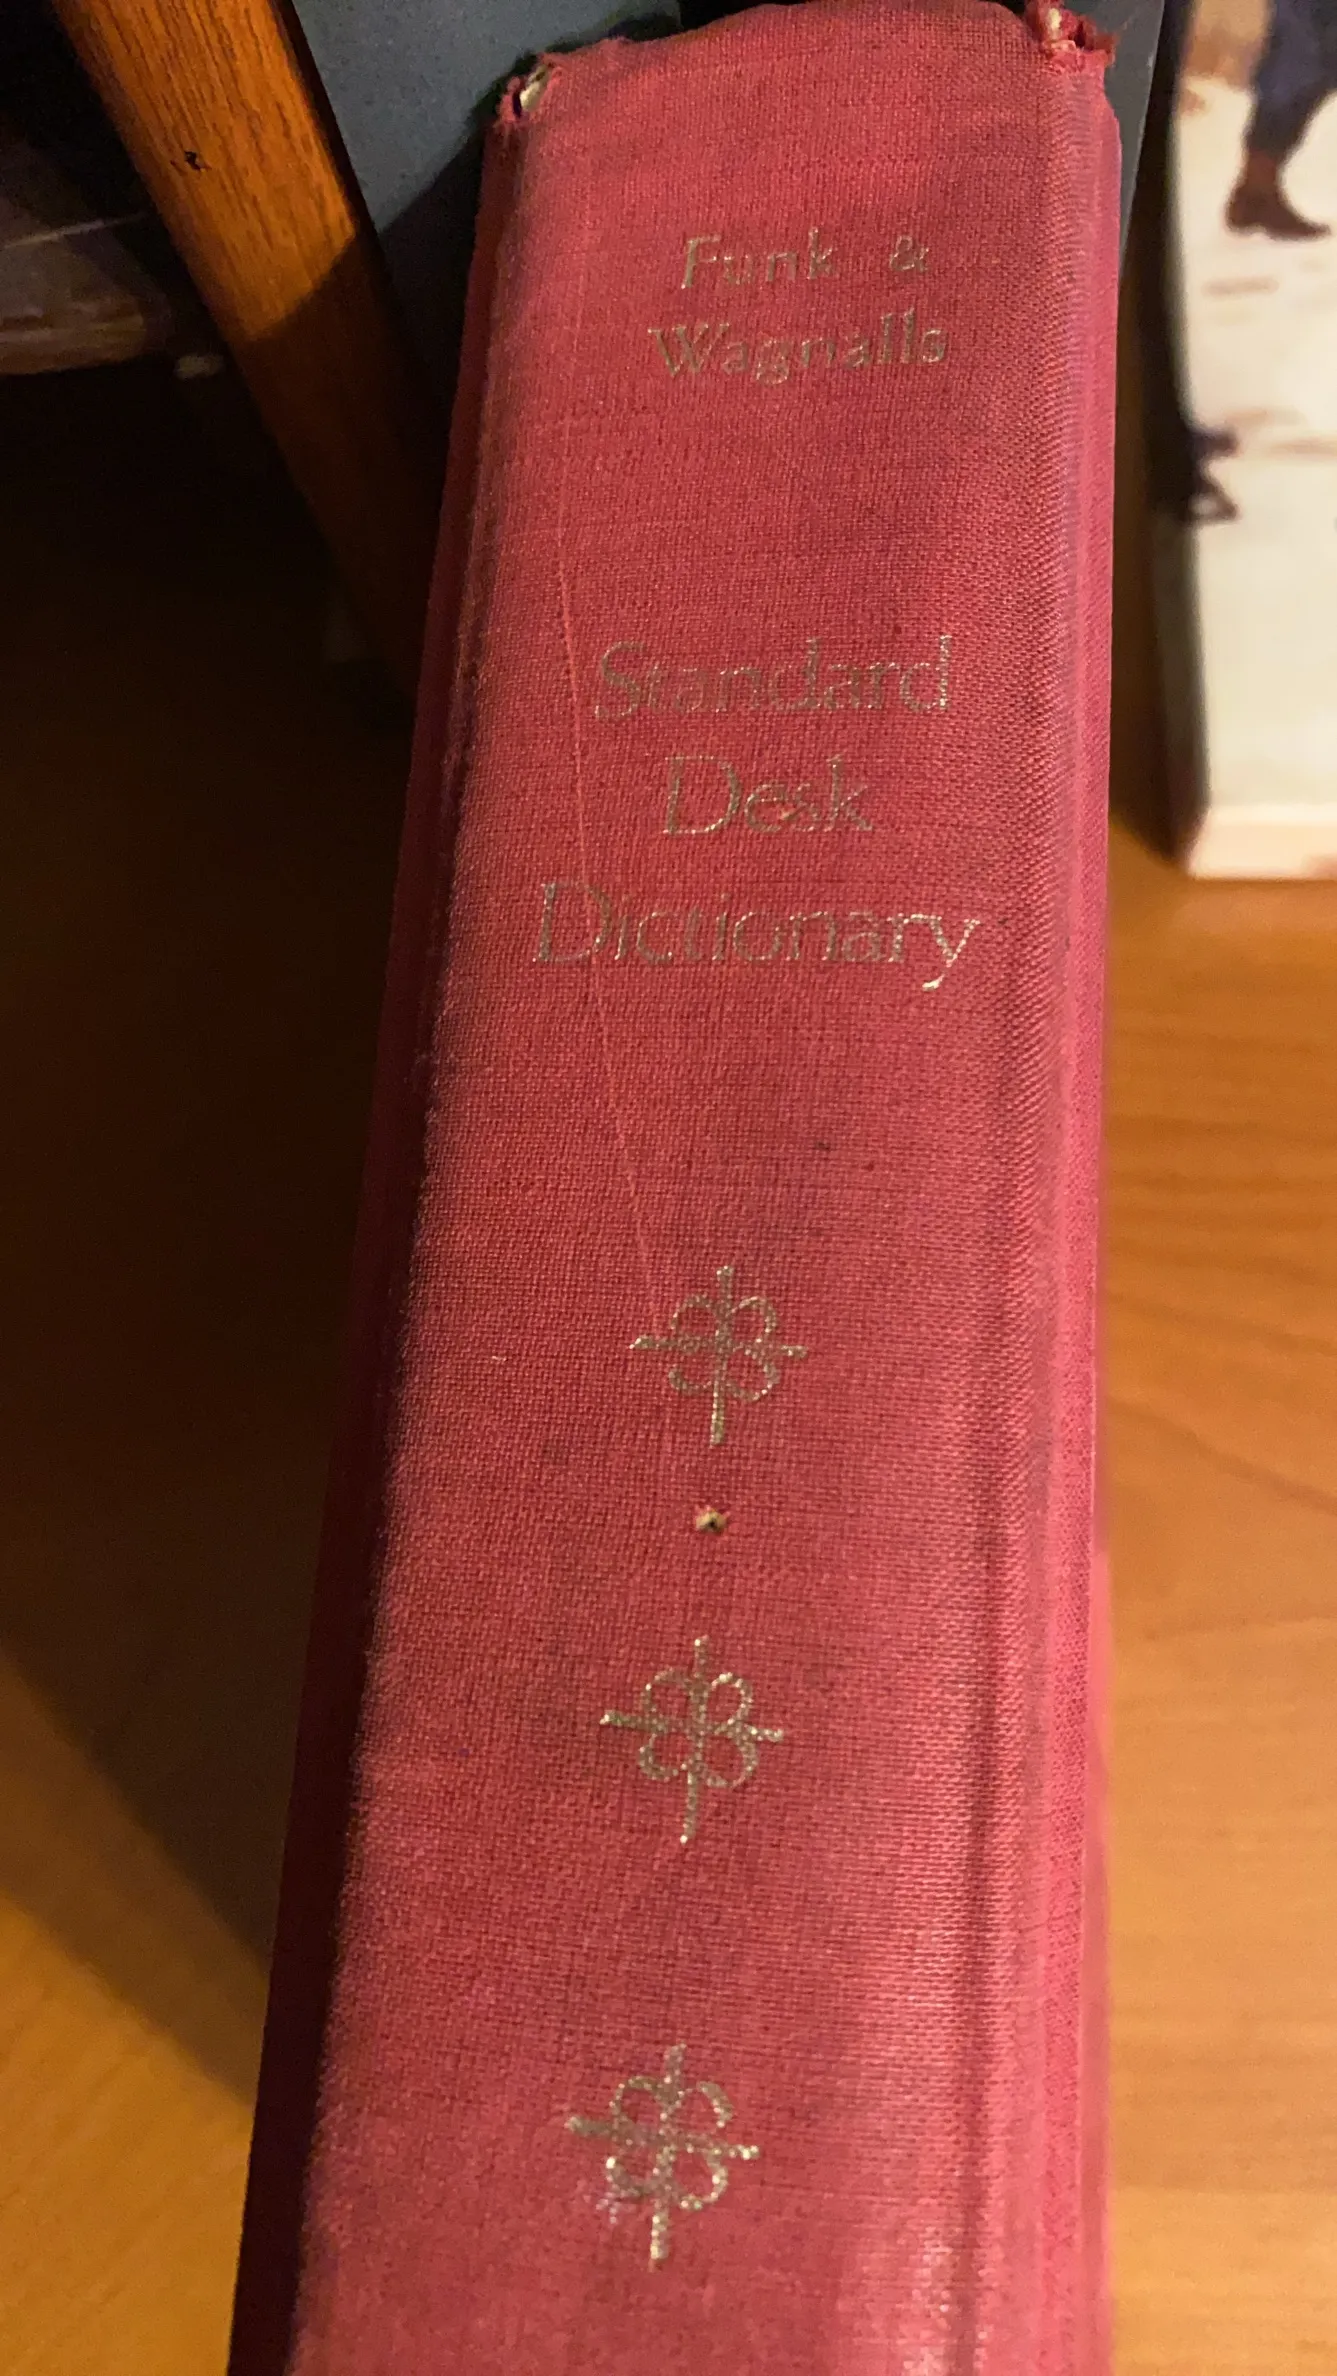 Funk &
Wagnalls
Standard
Desk
Dictionary